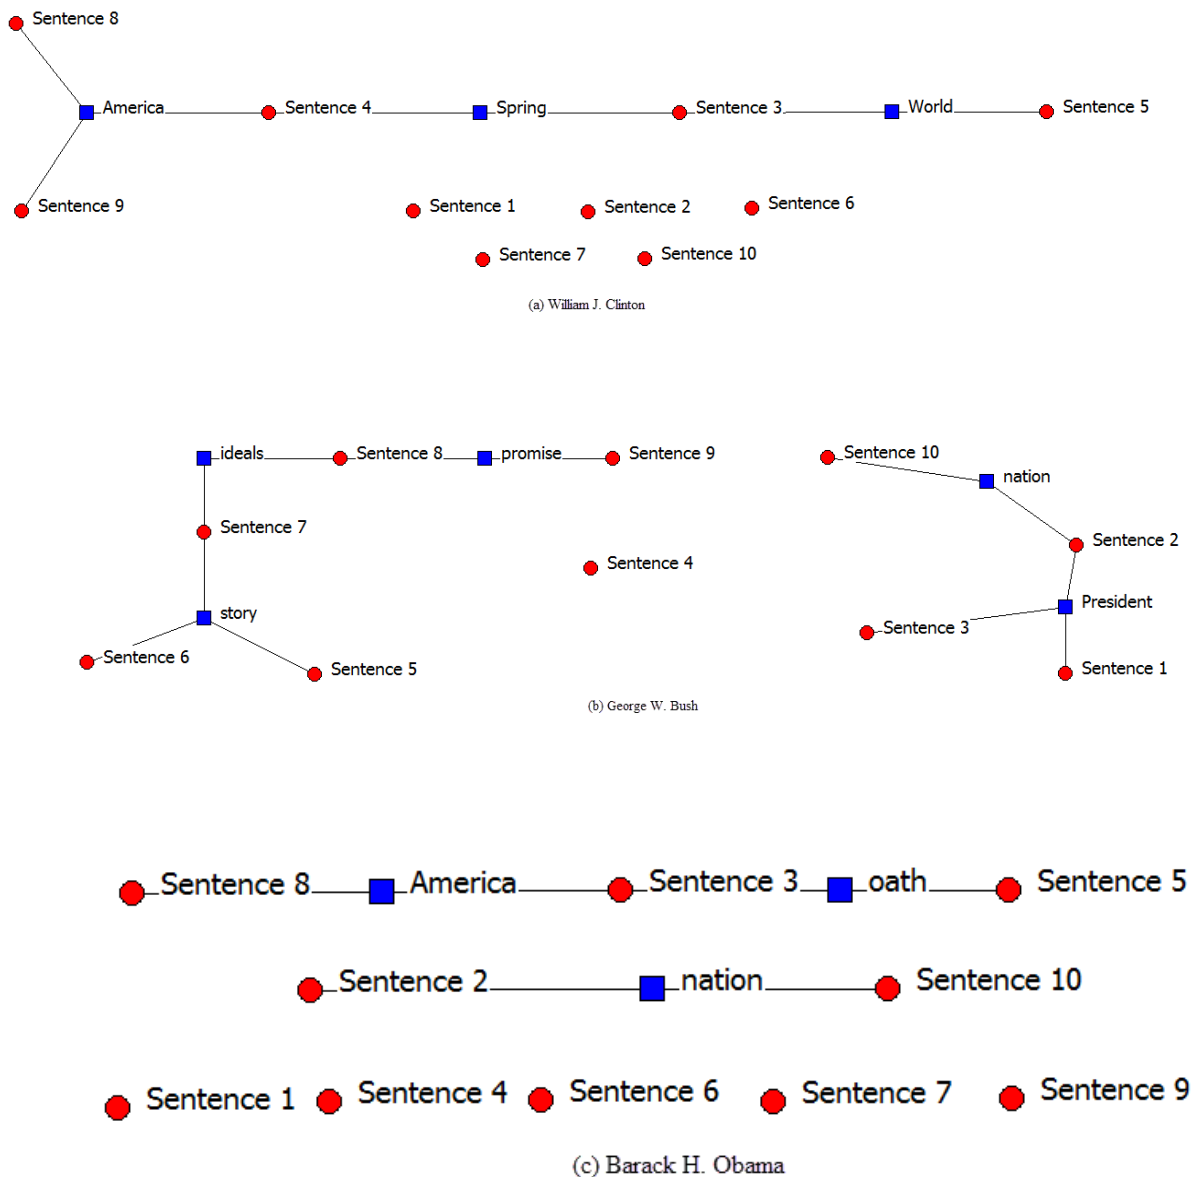 Sentence 8
America Sentence 4 Spring Sentence 3 World Sentence 5
Sentence 9 Sentence 1 Sentence 2 Sentence 6
Sentence 7 Sentence 10
(a) William J. Clinton
ideals Sentence 8 promise Sentence 9 Sentence 10
nation
Sentence 7 Sentence 2
Sentence 4
story President
Sentence 6 Sentence 5 Sentence 3 Sentence 1
(b) George W. Bush
Sentence 8 America Sentence 3 oath Sentence 5
Sentence 2 nation Sentence 10
Sentence 1 Sentence 4 Sentence 6 Sentence 7 Sentence 9
(c) Barack H. Obama